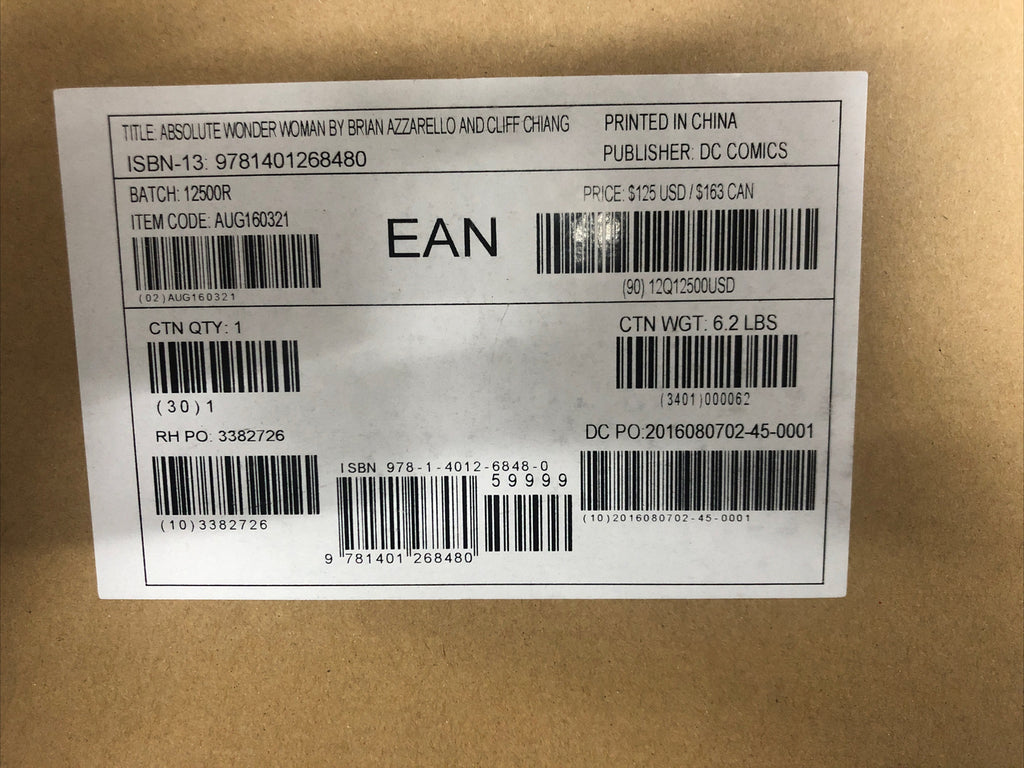 TITLE: ABSOLUTE WONDER WOMAN BY BRIAN AZZARELLO AND CLIFF CHIANG
PRINTED IN CHINA
ISBN-13: 9781401268480
PUBLISHER: DC COMICS
BATCH: 12500R
PRICE: $125 USD / $163 CAN
ITEM CODE: AUG160321
EAN
(02)AUG160321
(90) 12Q12500USD
CTN QTY: 1
CTN WGT: 6.2 LBS
(30)1
(3401)000062
RH PO: 3382726
DC PO:2016080702-45-0001
ISBN 978-1-4012-6848-0
59999
(10)3382726
(10)2016080702-45-0001
9 781401 268480